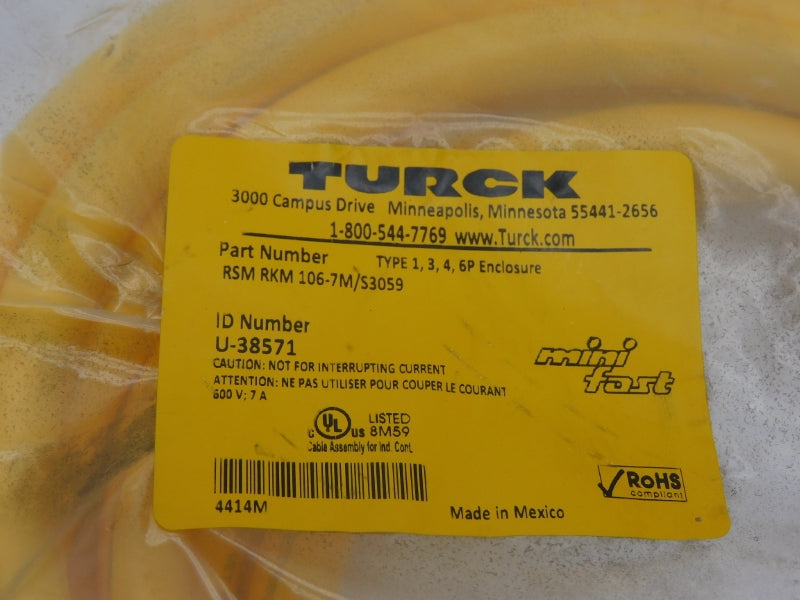 TURCK
3000 Campus Drive Minneapolis, Minnesota 55441-2656
1-800-544-7769 www.Turck.com
Part Number TYPE 1, 3, 4, 6P Enclosure
RSM RKM 106-7M/S3059
ID Number
U-38571
mini
fast
CAUTION: NOT FOR INTERRUPTING CURRENT
ATTENTION: NE PAS UTILISER POUR COUPER LE COURANT
600 V; 7 A
C UL US LISTED
8M59
Cable Assembly for Ind. Cont.
RoHS
compliant
4414M
Made in Mexico